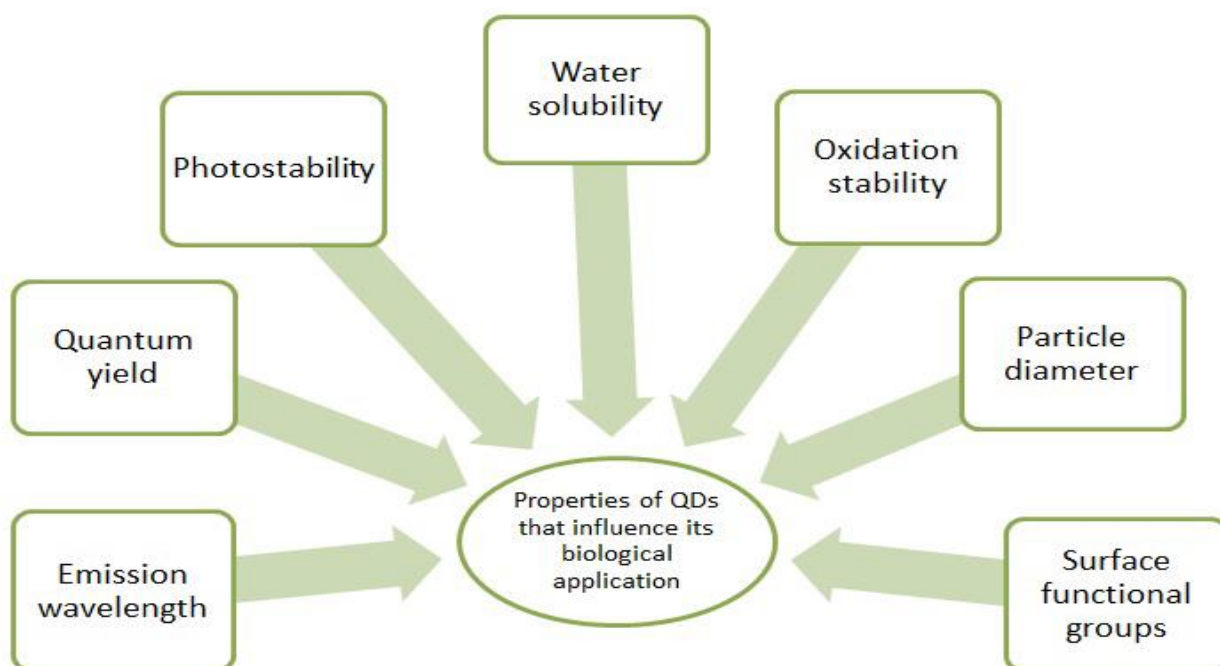 Water
solubility
Photostability
Oxidation
stability
Quantum
yield
Particle
diameter
Emission
wavelength
Properties of QDs
that influence its
biological
application
Surface
functional
groups